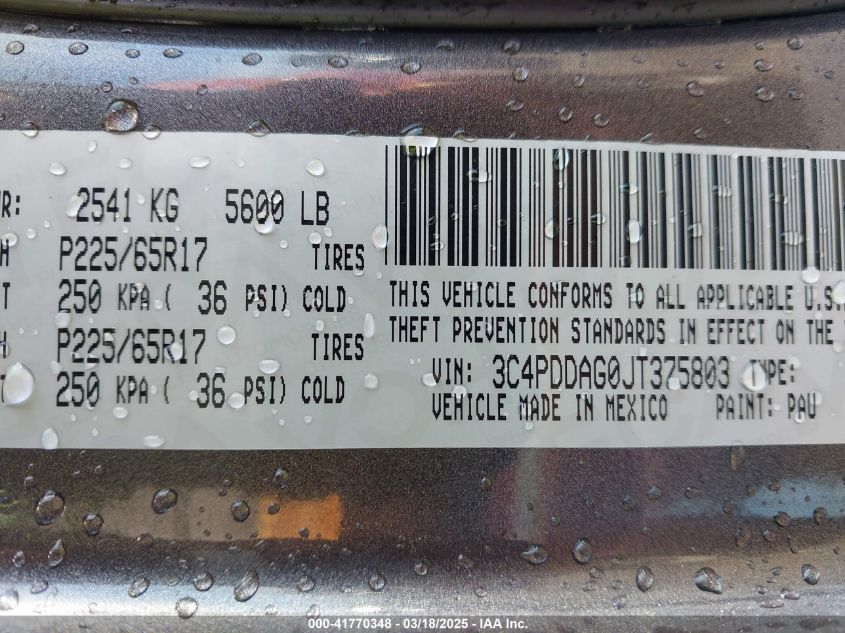 R: 2541 KG 5600 LB
H P225/65R17 TIRES
T 250 KPA ( 36 PSI) COLD
H P225/65R17 TIRES
T 250 KPA ( 36 PSI) COLD
THIS VEHICLE CONFORMS TO ALL APPLICABLE U.S.
THEFT PREVENTION STANDARDS IN EFFECT ON THE
VIN: 3C4PDDAG0JT375803 TYPE:
VEHICLE MADE IN MEXICO PAINT: PAU
000-41770348 - 03/18/2025 - IAA Inc.